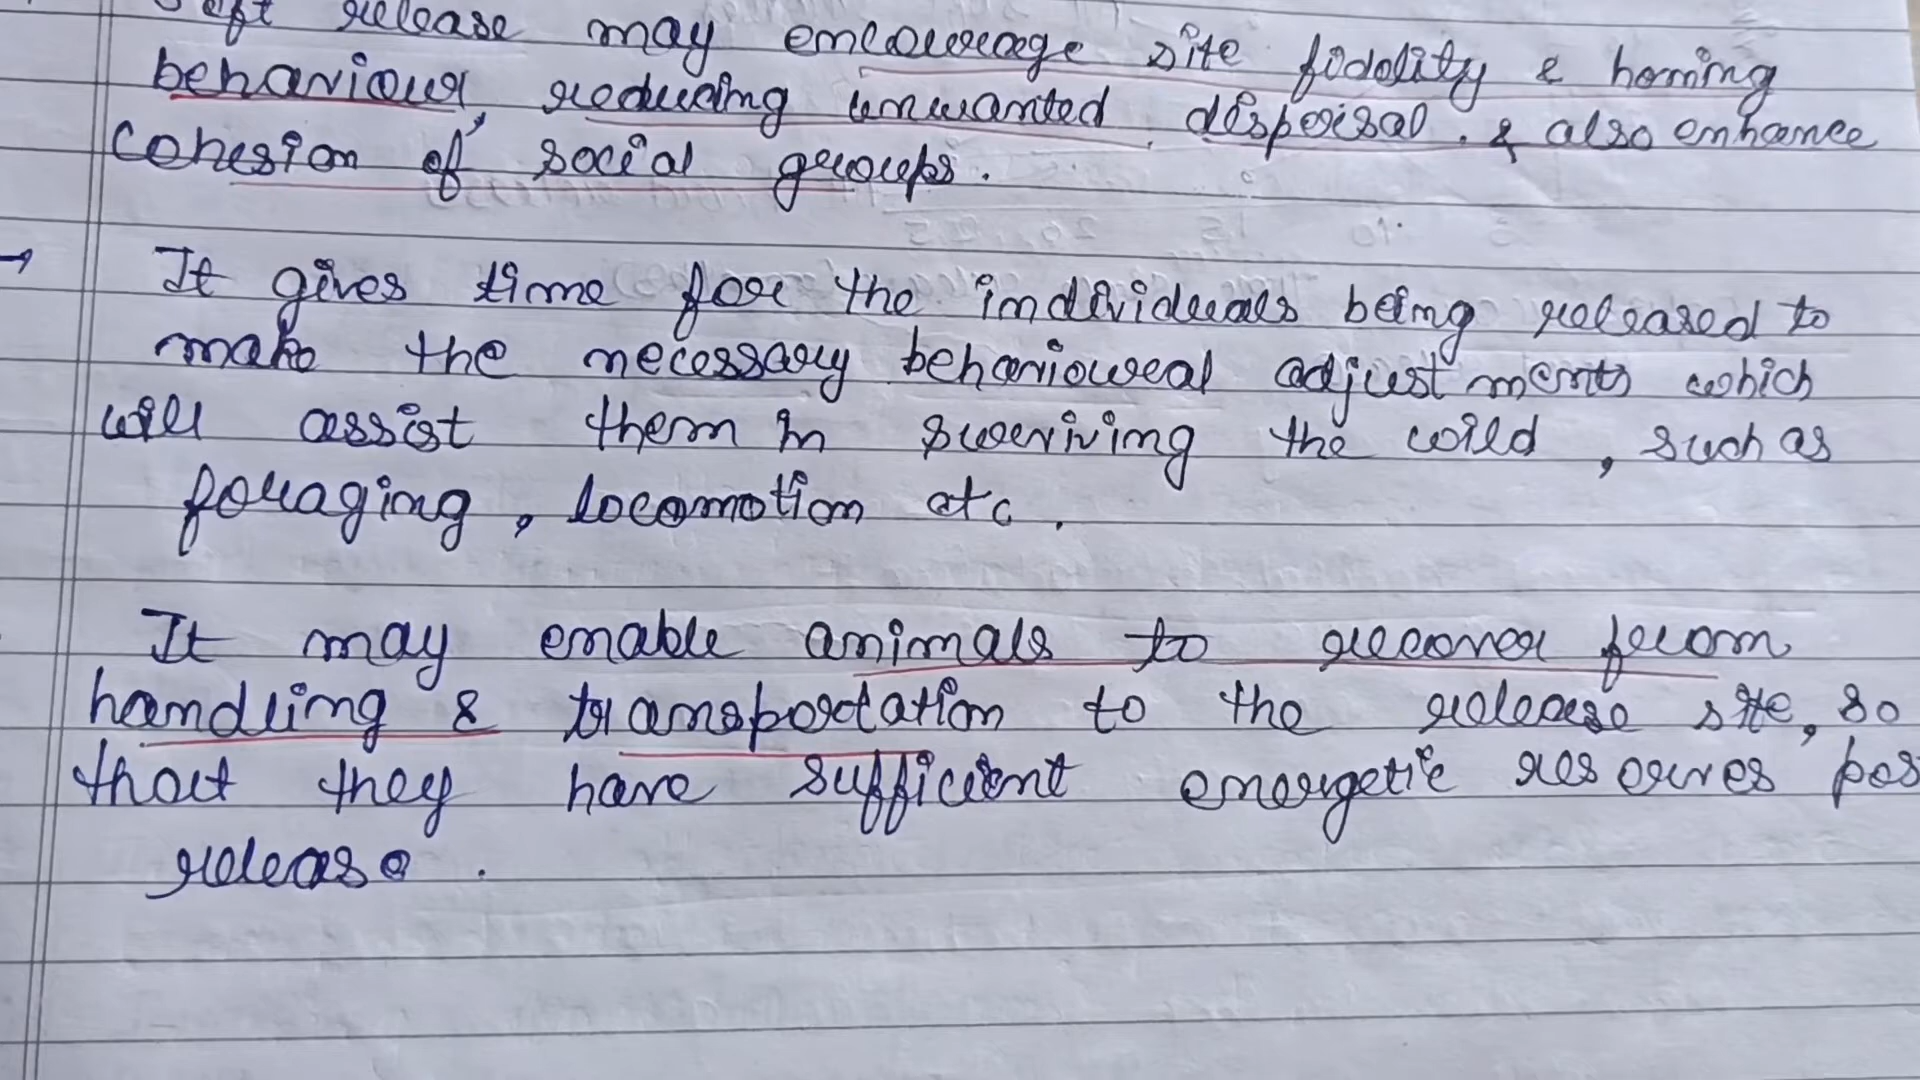 Soft release may encourage site fidelity & homing
behaviour, reducing unwanted dispersal. & also enhance
cohesion of social groups.
→ It gives time for the individuals being released to
make the necessary behavioural adjustments which
will assist them in surviving the wild, such as
foraging, locomotion etc.
It may enable animals to recover from
handling & transportation to the release site, so
that they have sufficient energetic reserves
release.